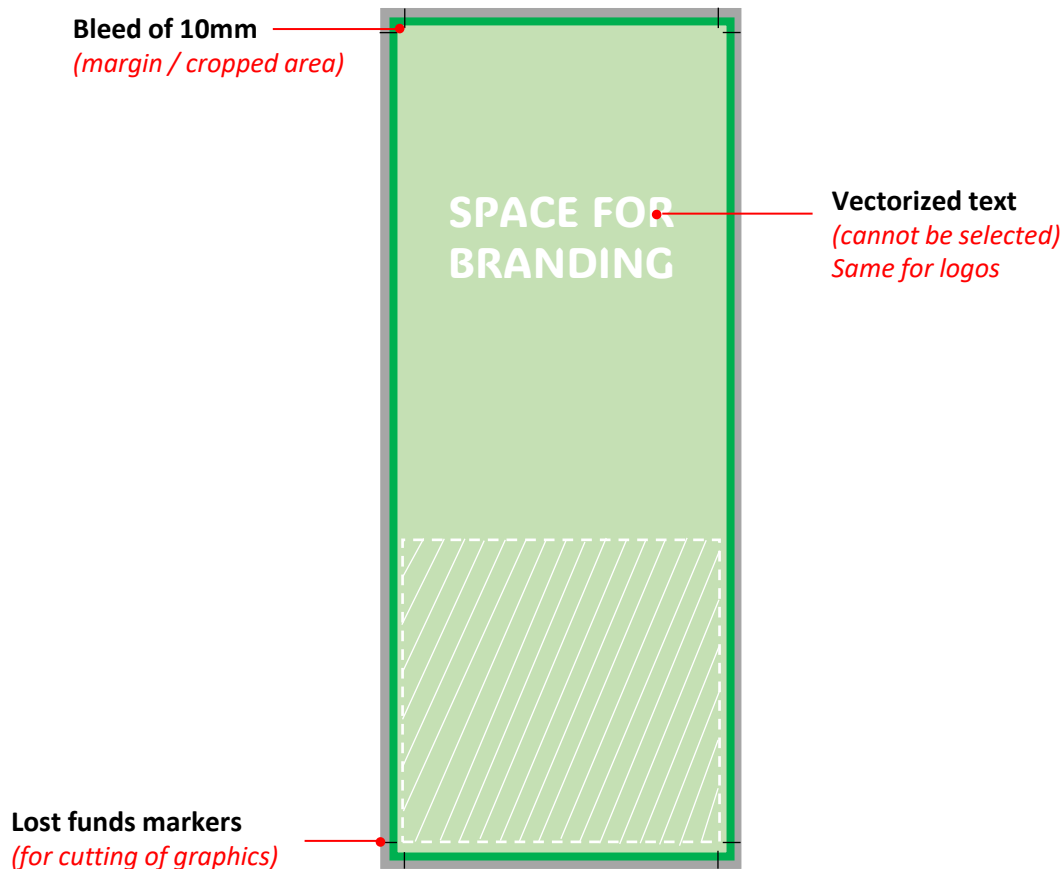 Bleed of 10mm
(margin / cropped area)
SPACE FOR
BRANDING
Vectorized text
(cannot be selected)
Same for logos
Lost funds markers
(for cutting of graphics)